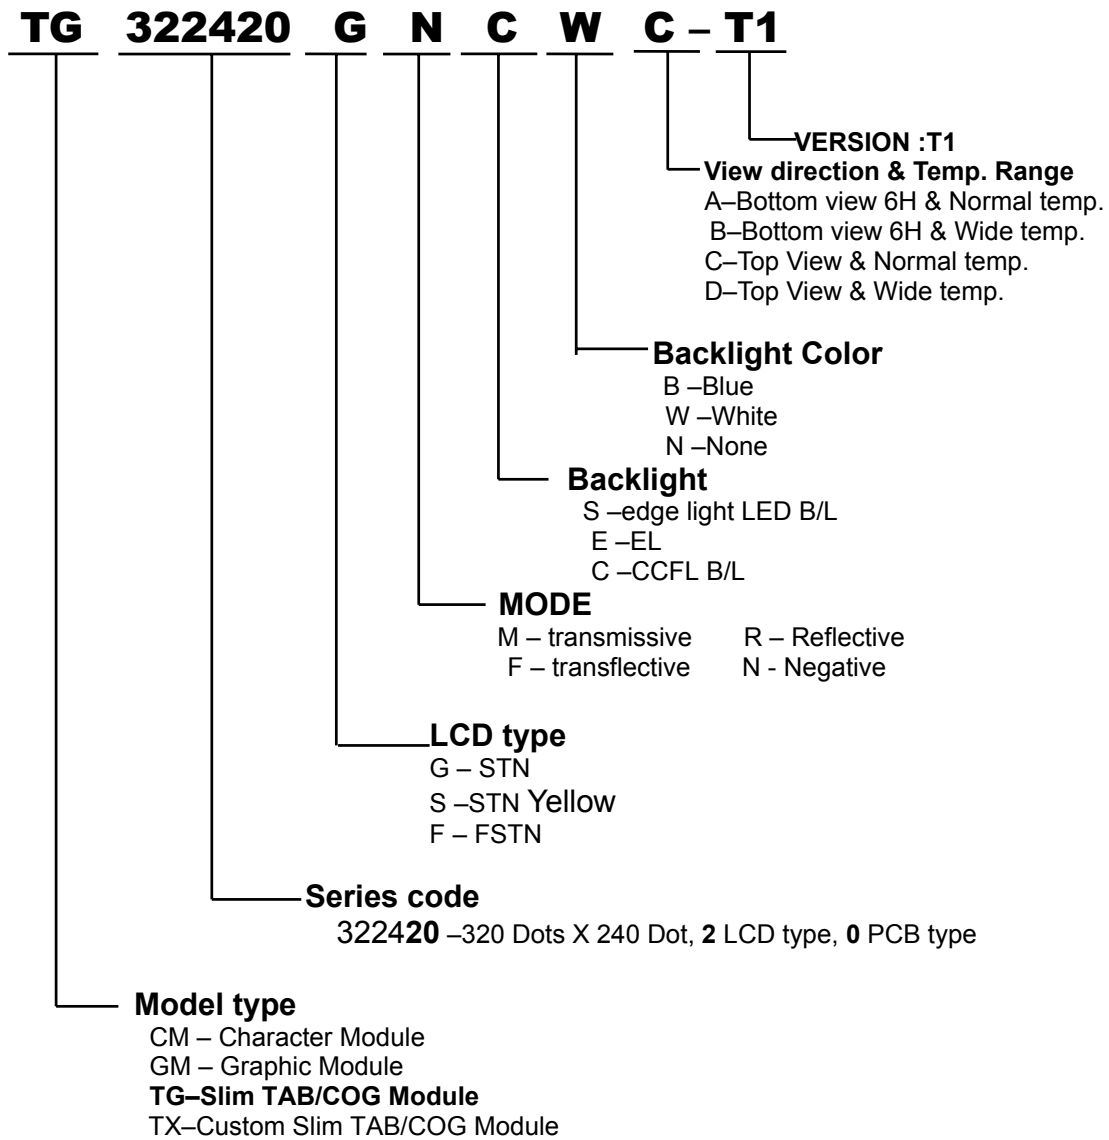 TG 322420 G N C W C – T1
VERSION :T1
View direction & Temp. Range
A–Bottom view 6H & Normal temp.
B–Bottom view 6H & Wide temp.
C–Top View & Normal temp.
D–Top View & Wide temp.
Backlight Color
B –Blue
W –White
N –None
Backlight
S –edge light LED B/L
E –EL
C –CCFL B/L
MODE
M – transmissive R – Reflective
F – transflective N - Negative
LCD type
G – STN
S –STN Yellow
F – FSTN
Series code
322420 –320 Dots X 240 Dot, 2 LCD type, 0 PCB type
Model type
CM – Character Module
GM – Graphic Module
TG–Slim TAB/COG Module
TX–Custom Slim TAB/COG Module